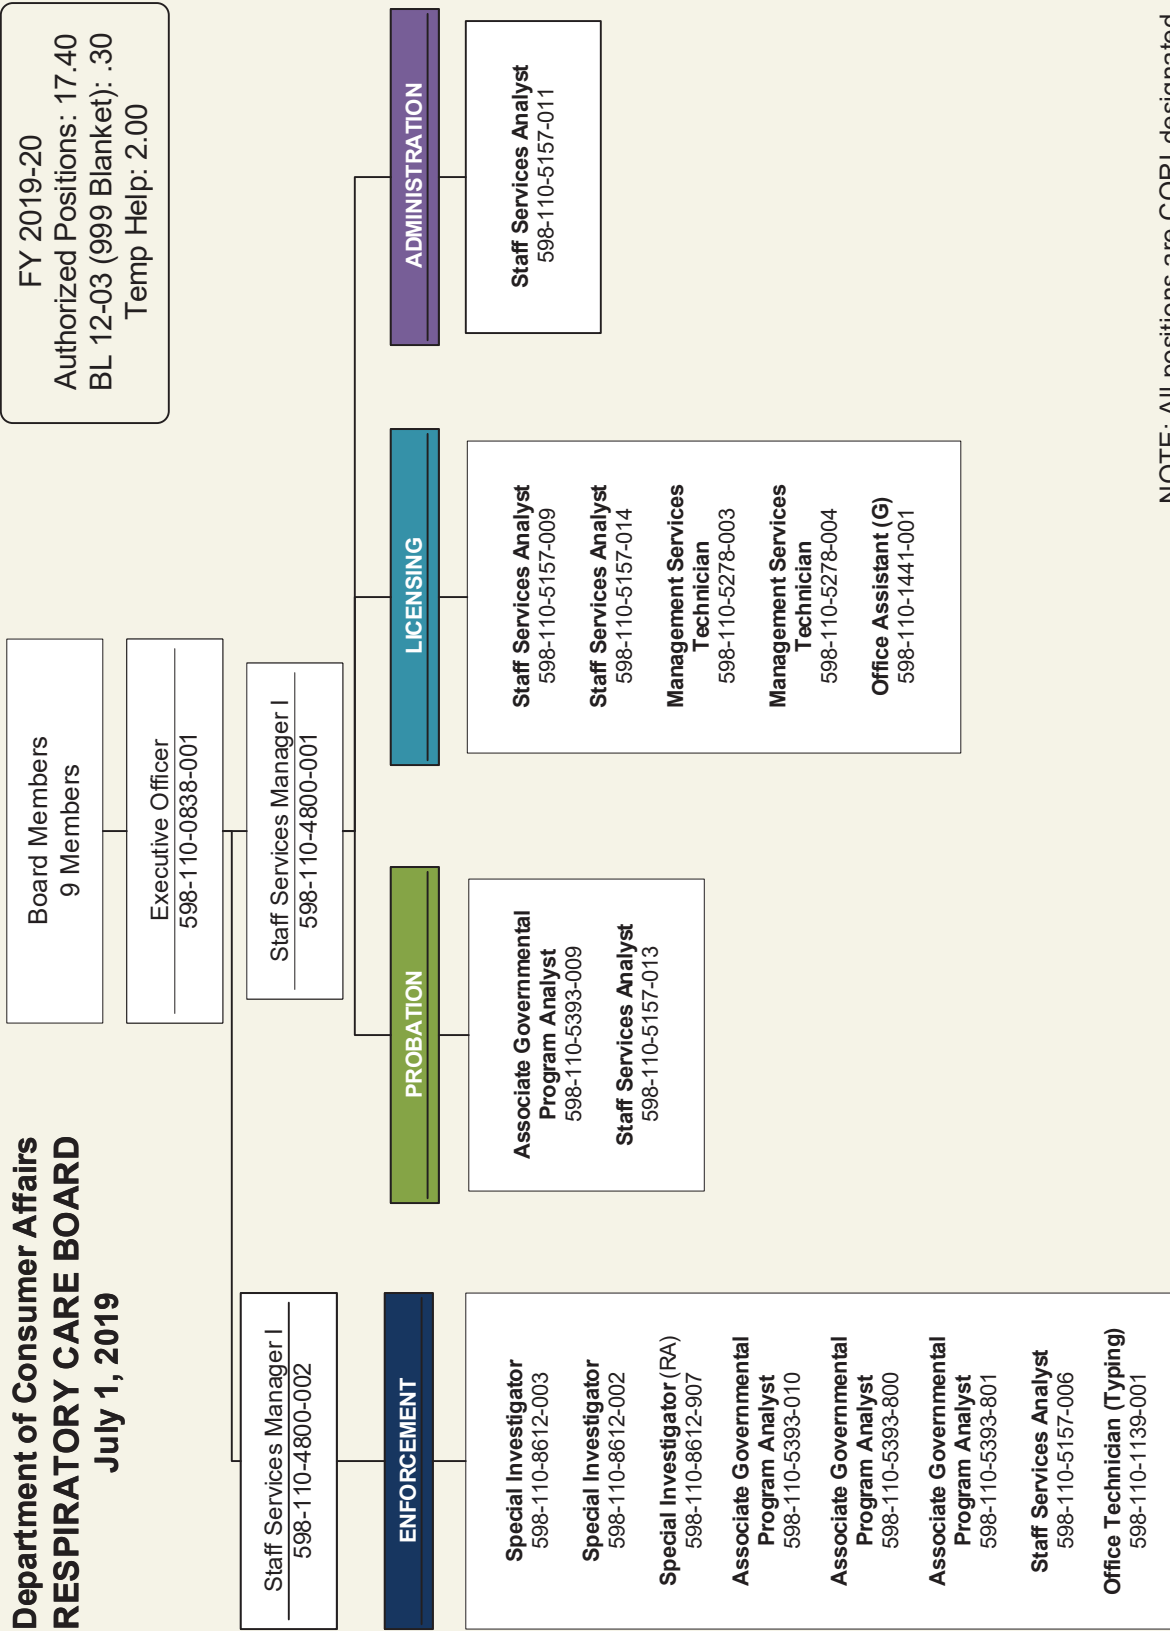 Department of Consumer Affairs
RESPIRATORY CARE BOARD
July 1, 2019
FY 2019-20
Authorized Positions: 17.40
BL 12-03 (999 Blanket): .30
Temp Help: 2.00
Board Members
9 Members
Executive Officer
598-110-0838-001
Staff Services Manager I
598-110-4800-002
Staff Services Manager I
598-110-4800-001
ENFORCEMENT
Special Investigator
598-110-8612-003
Special Investigator
598-110-8612-002
Special Investigator (RA)
598-110-8612-907
Associate Governmental
Program Analyst
598-110-5393-010
Associate Governmental
Program Analyst
598-110-5393-800
Associate Governmental
Program Analyst
598-110-5393-801
Staff Services Analyst
598-110-5157-006
Office Technician (Typing)
598-110-1139-001
PROBATION
Associate Governmental
Program Analyst
598-110-5393-009
Staff Services Analyst
598-110-5157-013
LICENSING
Staff Services Analyst
598-110-5157-009
Staff Services Analyst
598-110-5157-014
Management Services
Technician
598-110-5278-003
Management Services
Technician
598-110-5278-004
Office Assistant (G)
598-110-1441-001
ADMINISTRATION
Staff Services Analyst
598-110-5157-011
NOTE: All positions are CORI designated